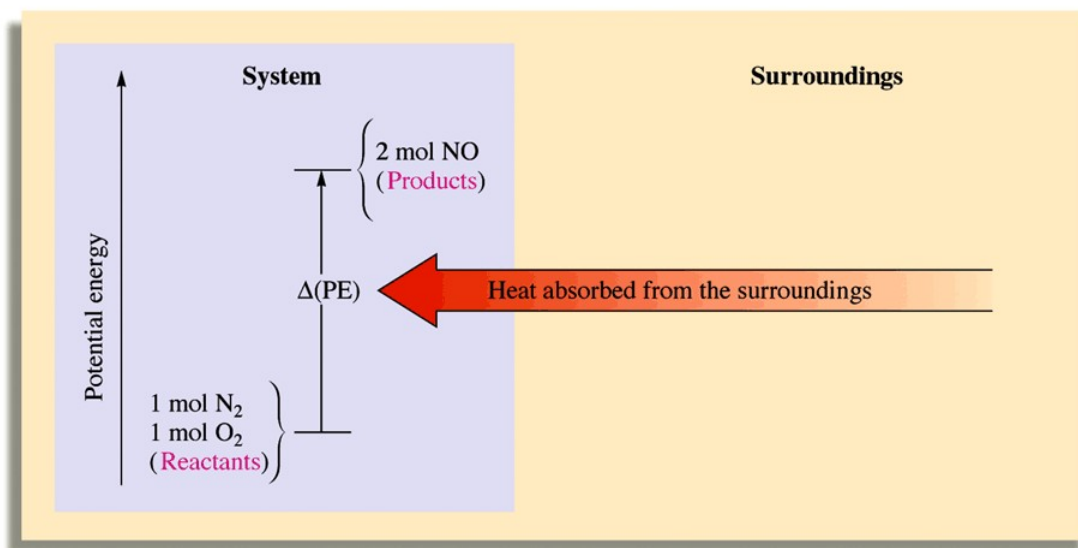 System
Surroundings
2 mol NO
(Products)
Potential energy
Δ(PE)
Heat absorbed from the surroundings
1 mol N₂
1 mol O₂
(Reactants)